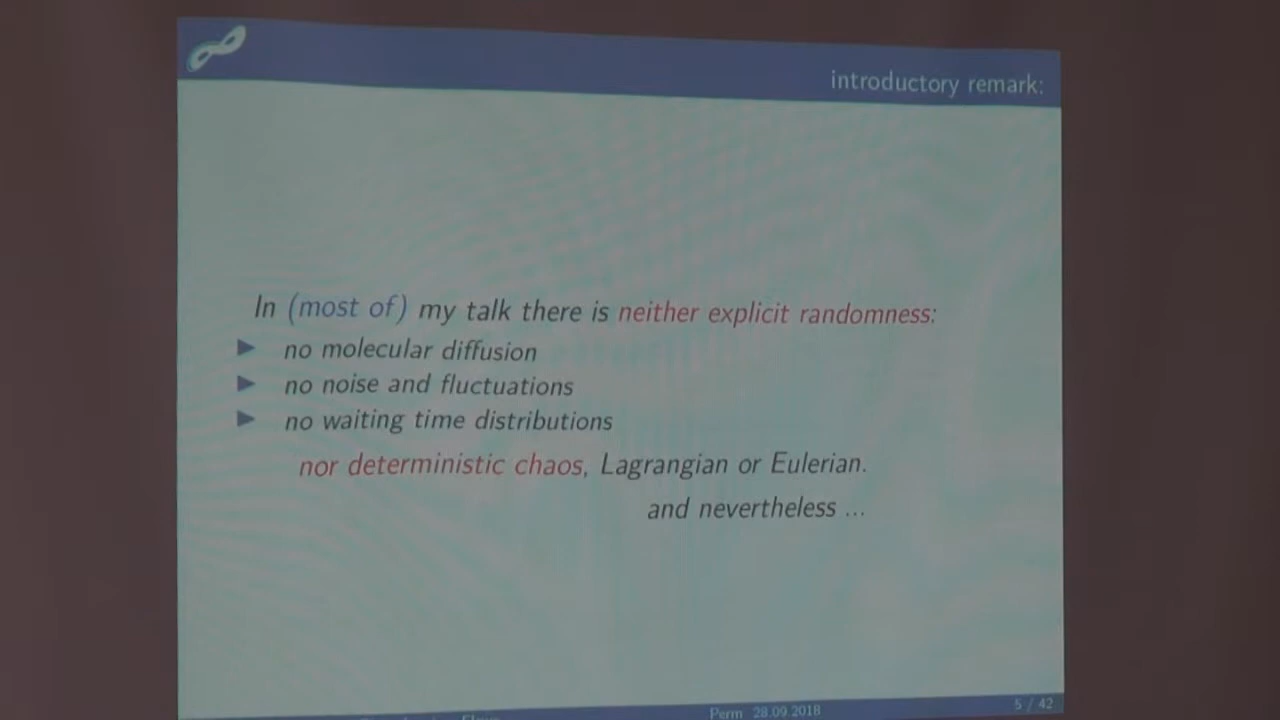 introductory remark:
In (most of) my talk there is neither explicit randomness:
no molecular diffusion
no noise and fluctuations
no waiting time distributions
nor deterministic chaos, Lagrangian or Eulerian.
and nevertheless ...
Perm 28.09.2018
5 / 42